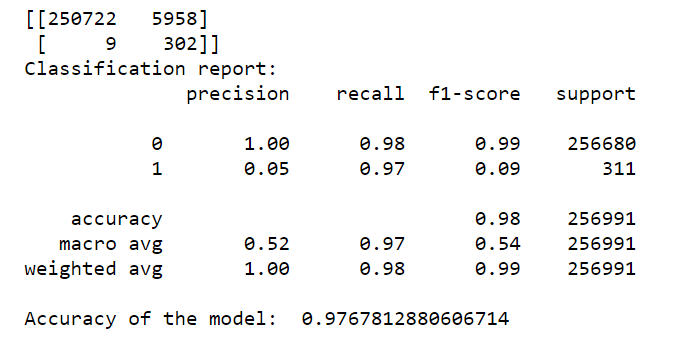 [[250722   5958]
 [     9    302]]
Classification report:
              precision    recall  f1-score   support

           0       1.00      0.98      0.99    256680
           1       0.05      0.97      0.09       311

    accuracy                           0.98    256991
   macro avg       0.52      0.97      0.54    256991
weighted avg       1.00      0.98      0.99    256991

Accuracy of the model:  0.9767812880606714